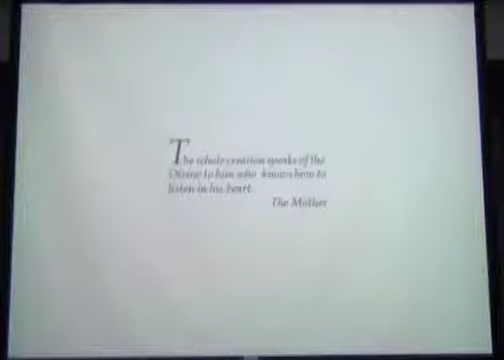 The whole creation speaks of the
Divine to him who knows how to
listen in his heart.
The Mother